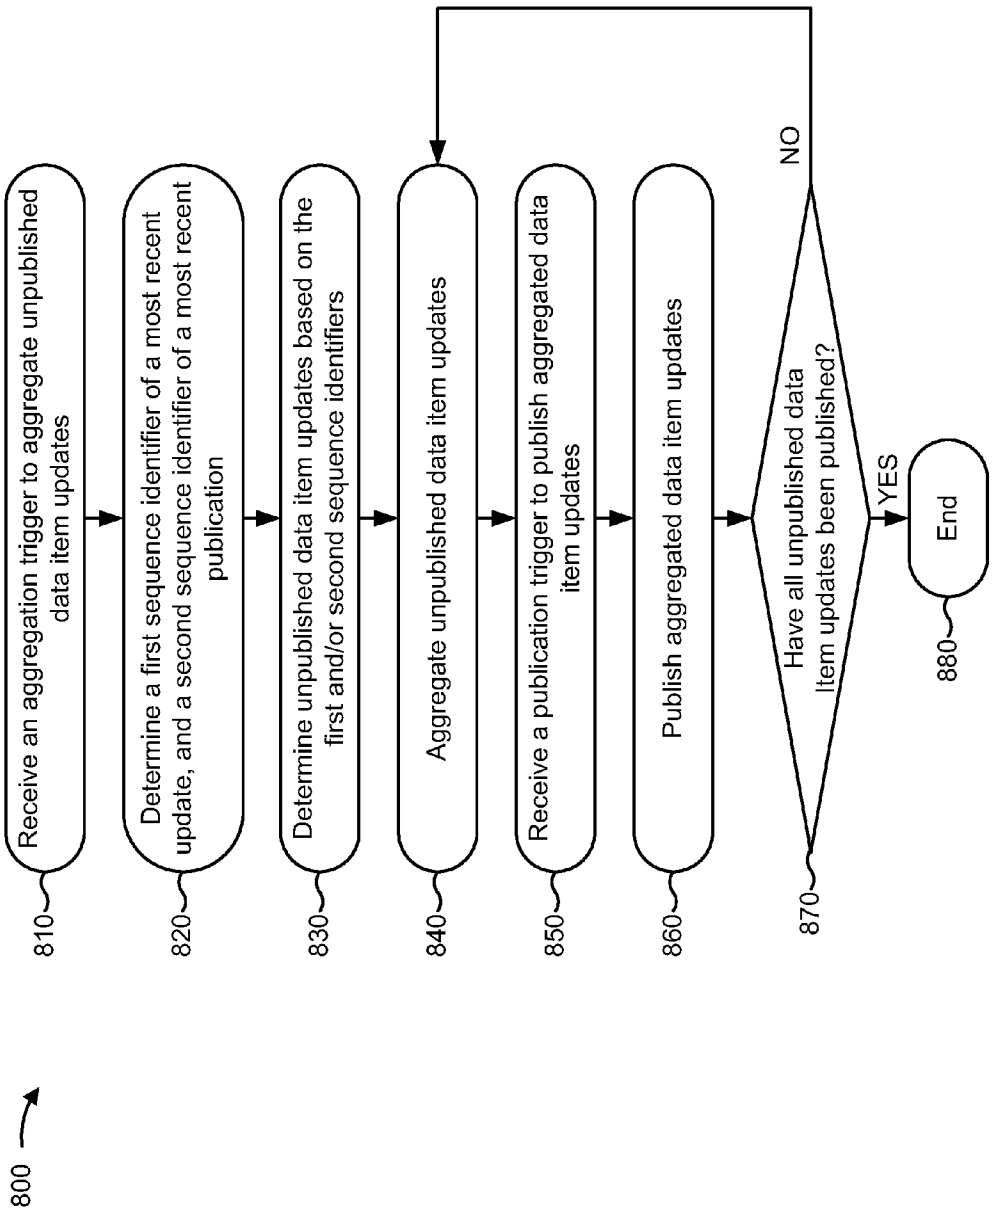 800
810
Receive an aggregation trigger to aggregate unpublished
data item updates
820
Determine a first sequence identifier of a most recent
update, and a second sequence identifier of a most recent
publication
830
Determine unpublished data item updates based on the
first and/or second sequence identifiers
840
Aggregate unpublished data item updates
850
Receive a publication trigger to publish aggregated data
item updates
860
Publish aggregated data item updates
870
Have all unpublished data
Item updates been published?
NO
YES
880
End